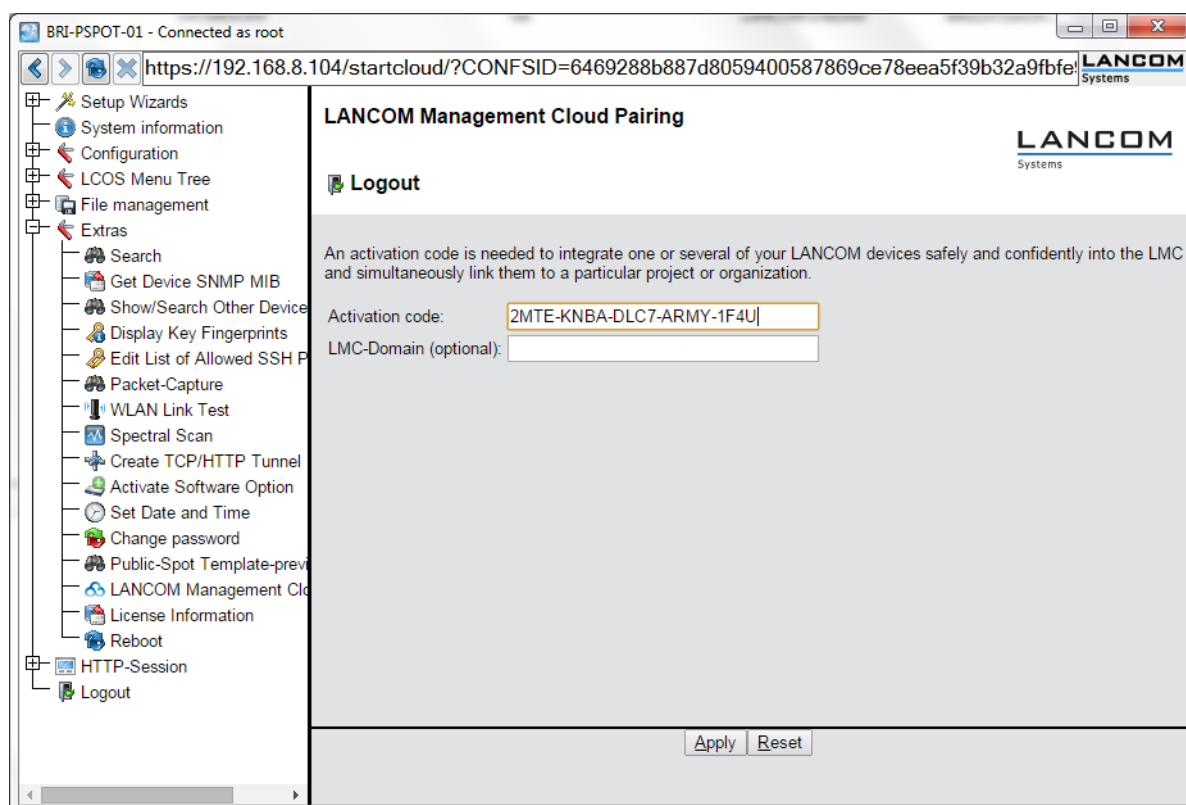 BRI-PSPOT-01 - Connected as root
https://192.168.8.104/startcloud/?CONFSID=6469288b887d8059400587869ce78eea5f39b32a9fbfe
LANCOM
Systems
Setup Wizards
System information
Configuration
LCOS Menu Tree
File management
Extras
Search
Get Device SNMP MIB
Show/Search Other Device
Display Key Fingerprints
Edit List of Allowed SSH P
Packet-Capture
WLAN Link Test
Spectral Scan
Create TCP/HTTP Tunnel
Activate Software Option
Set Date and Time
Change password
Public-Spot Template-previ
LANCOM Management Clo
License Information
Reboot
HTTP-Session
Logout
LANCOM Management Cloud Pairing
LANCOM
Systems
Logout
An activation code is needed to integrate one or several of your LANCOM devices safely and confidently into the LMC
and simultaneously link them to a particular project or organization.
Activation code: 2MTE-KNBA-DLC7-ARMY-1F4U
LMC-Domain (optional):
Apply Reset